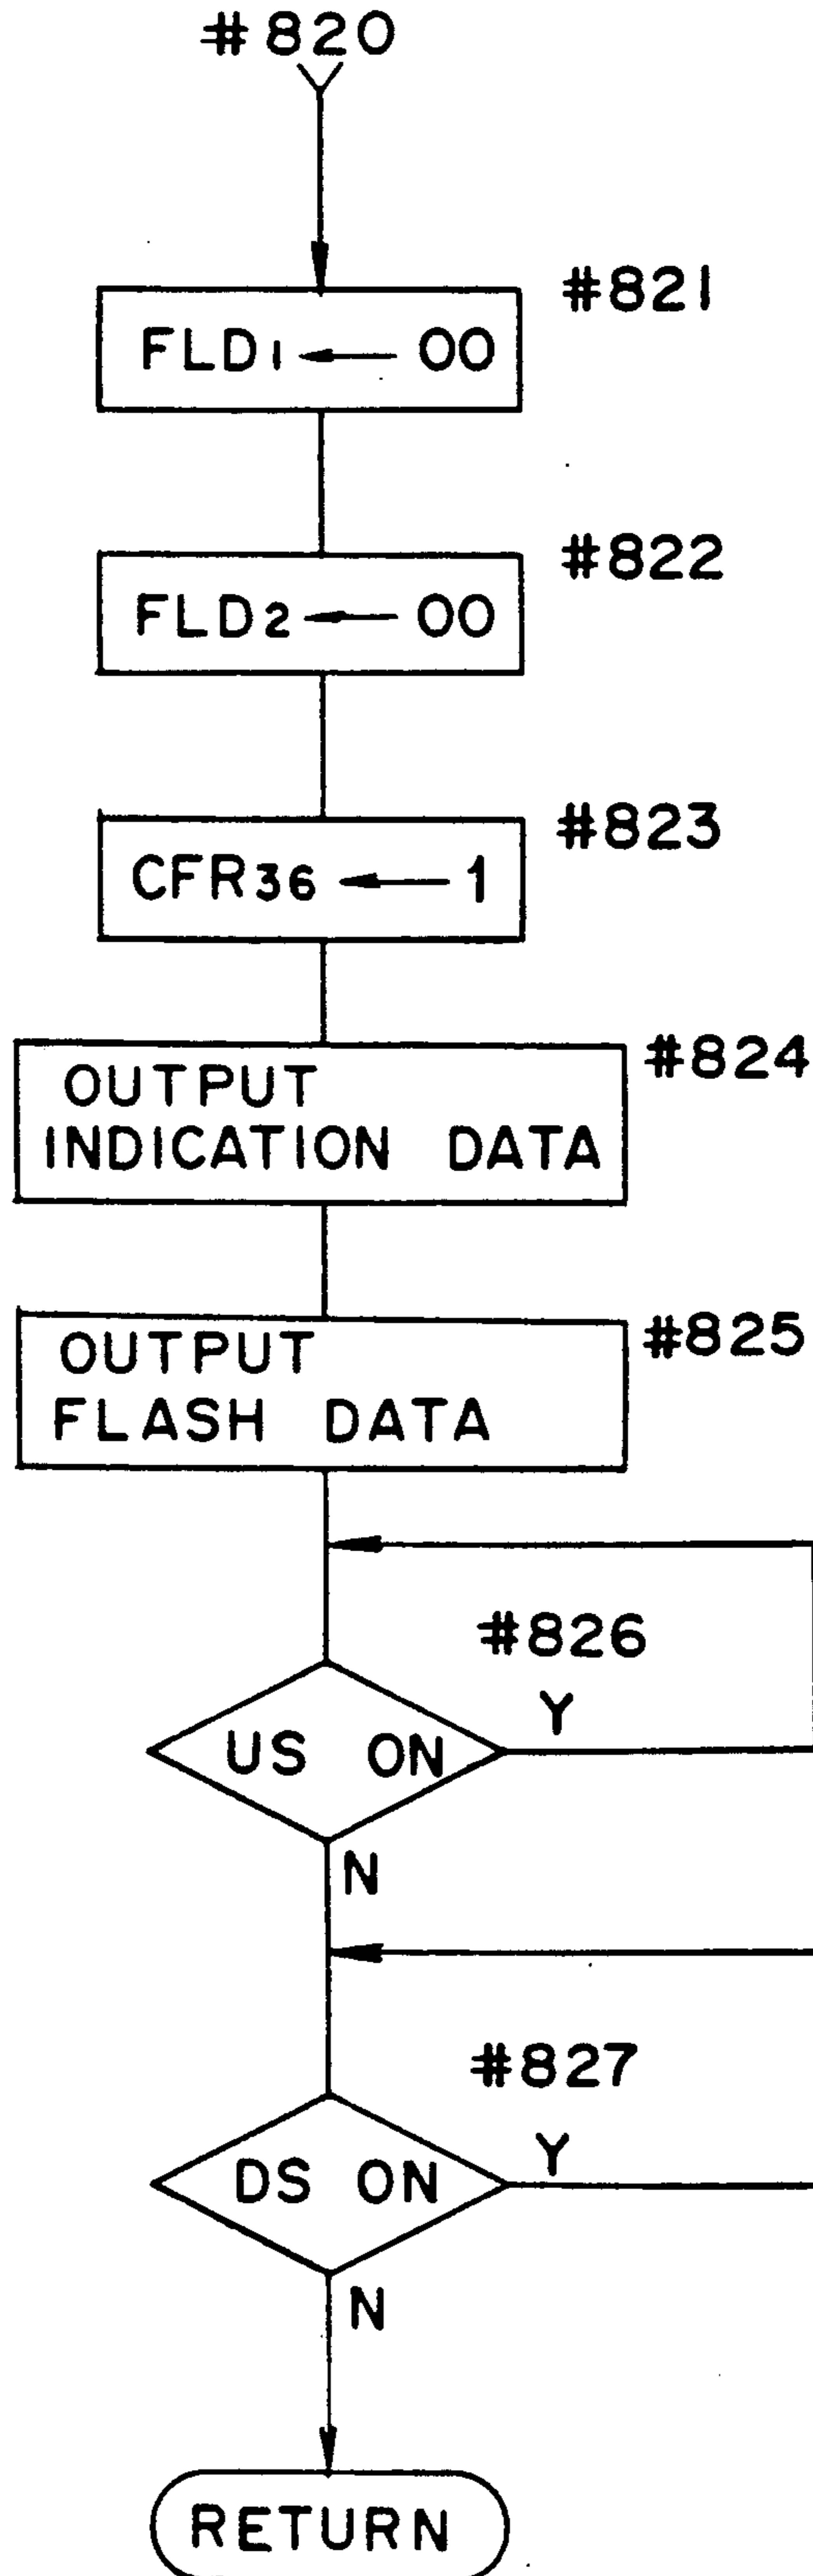 #820
#821
FLD1 ← 00
#822
FLD2 ← 00
#823
CFR36 ← 1
#824
OUTPUT
INDICATION DATA
#825
OUTPUT
FLASH DATA
#826
US ON
Y
N
#827
DS ON
Y
N
RETURN